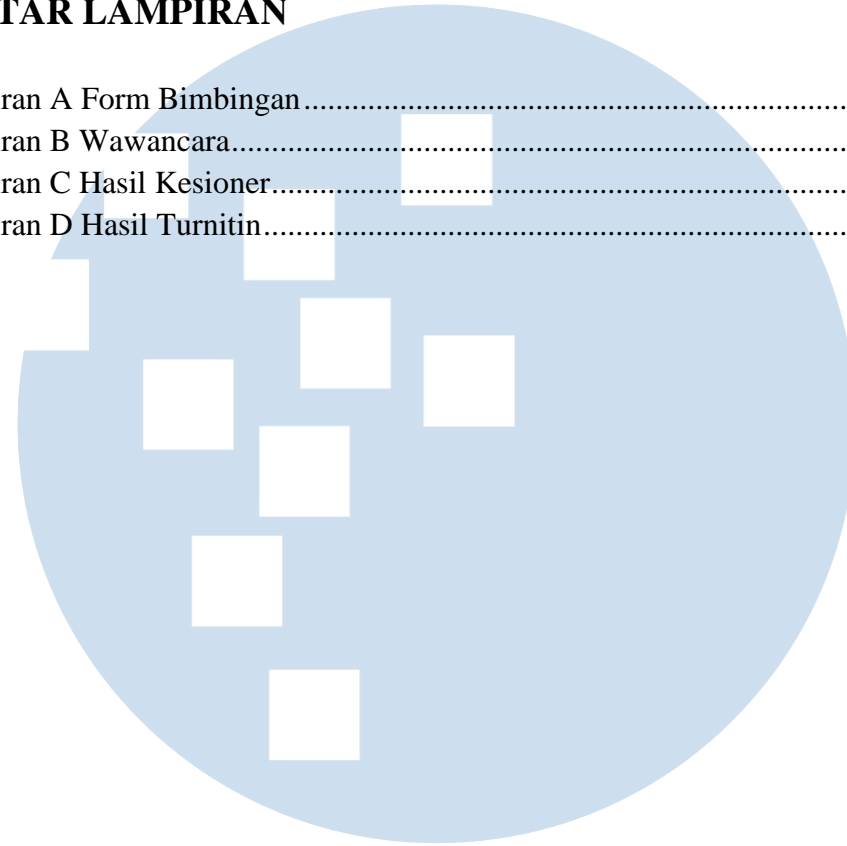 TAR LAMPIRAN
ran A Form Bimbingan........................................................................
ran B Wawancara.................................................................................
ran C Hasil Kesioner............................................................................
ran D Hasil Turnitin.............................................................................